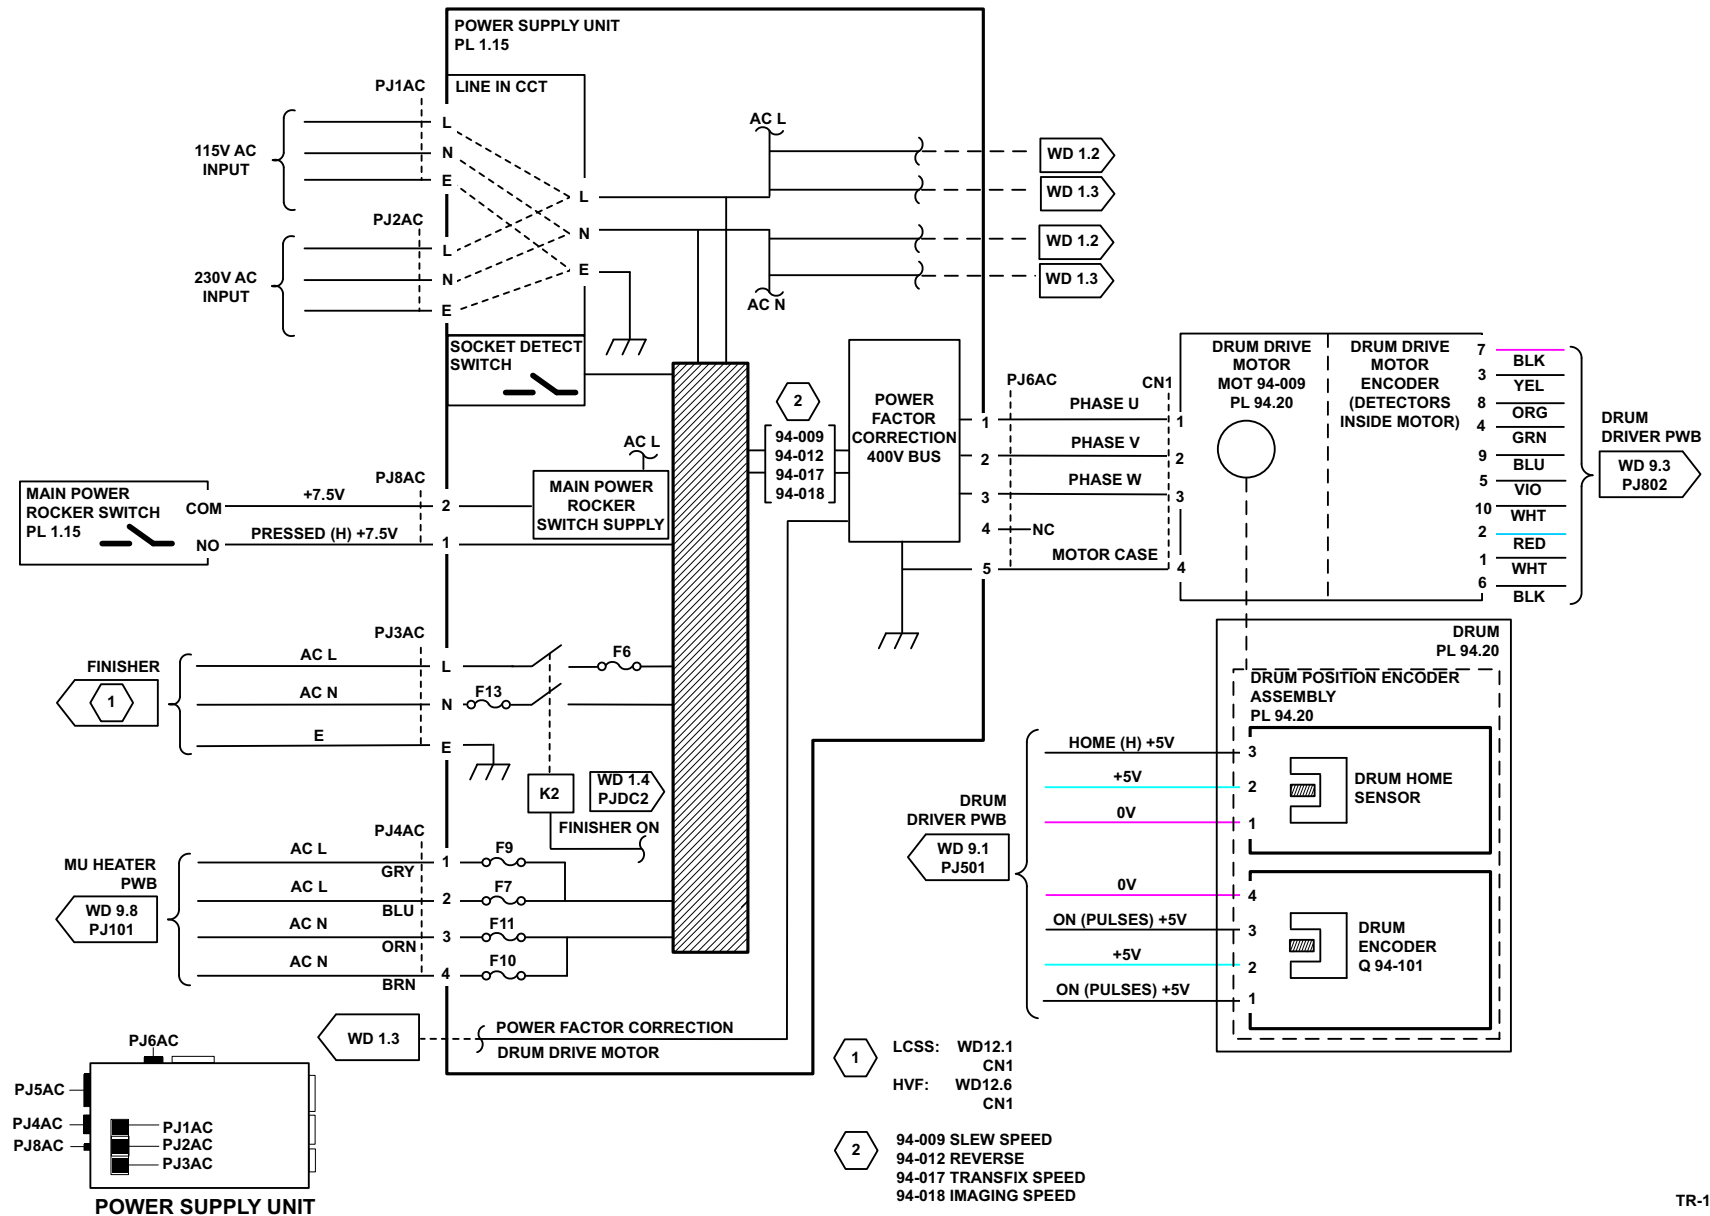 POWER SUPPLY UNIT
PL 1.15
PJ1AC
LINE IN CCT
L
N
E
115V AC
INPUT
PJ2AC
L
N
E
230V AC
INPUT
L
N
E
AC L
WD 1.2
WD 1.3
WD 1.2
WD 1.3
AC N
SOCKET DETECT
SWITCH
2
94-009
94-012
94-017
94-018
POWER
FACTOR
CORRECTION
400V BUS
PJ6AC
CN1
1
PHASE U
1
2
PHASE V
2
3
PHASE W
3
4
NC
5
MOTOR CASE
4
DRUM DRIVE
MOTOR
MOT 94-009
PL 94.20
DRUM DRIVE
MOTOR
ENCODER
(DETECTORS
INSIDE MOTOR)
7
BLK
3
YEL
8
ORG
4
GRN
9
BLU
5
VIO
10
WHT
2
RED
1
WHT
6
BLK
DRUM
DRIVER PWB
WD 9.3
PJ802
MAIN POWER
ROCKER SWITCH
PL 1.15
COM
NO
+7.5V
PRESSED (H) +7.5V
PJ8AC
2
1
AC L
MAIN POWER
ROCKER
SWITCH SUPPLY
PJ3AC
FINISHER
1
AC L
L
F6
AC N
N
F13
E
E
K2
WD 1.4
PJDC2
FINISHER ON
PJ4AC
MU HEATER
PWB
WD 9.8
PJ101
AC L
GRY
1
F9
AC L
BLU
2
F7
AC N
ORN
3
F11
AC N
BRN
4
F10
WD 1.3
POWER FACTOR CORRECTION
DRUM DRIVE MOTOR
DRUM
PL 94.20
DRUM POSITION ENCODER
ASSEMBLY
PL 94.20
DRUM
DRIVER PWB
WD 9.1
PJ501
HOME (H) +5V
3
+5V
2
0V
1
DRUM HOME
SENSOR
0V
4
ON (PULSES) +5V
3
+5V
2
ON (PULSES) +5V
1
DRUM
ENCODER
Q 94-101
PJ6AC
PJ5AC
PJ4AC
PJ8AC
PJ1AC
PJ2AC
PJ3AC
POWER SUPPLY UNIT
1
LCSS: WD12.1
CN1
HVF: WD12.6
CN1
2
94-009 SLEW SPEED
94-012 REVERSE
94-017 TRANSFIX SPEED
94-018 IMAGING SPEED
TR-1